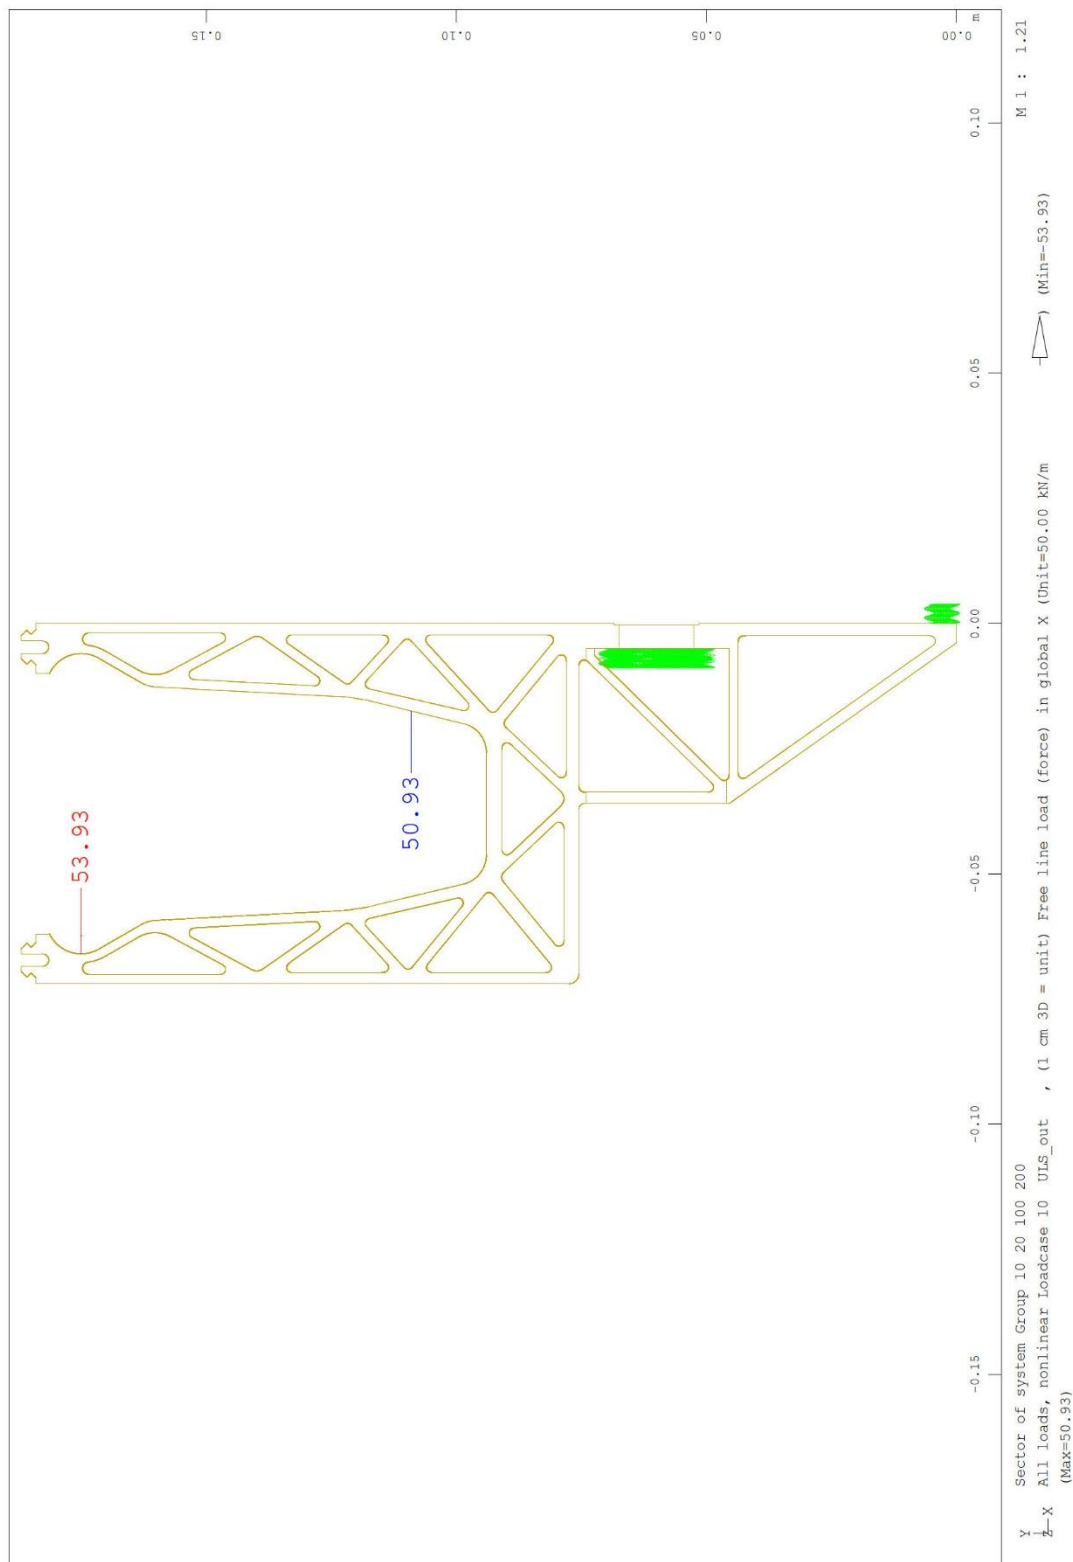 Sector of system Group 10 20 100 200
All loads, nonlinear Loadcase 10 ULS_out , (1 cm 3D = unit) Free line load (force) in global X (Unit=50.00 kN/m ) (Min=-53.93)
(Max=50.93)
M 1 : 1.21
Y
Z X
-0.15
-0.10
-0.05
0.00
0.05
0.10
m
0.00
0.05
0.10
0.15
53.93
50.93